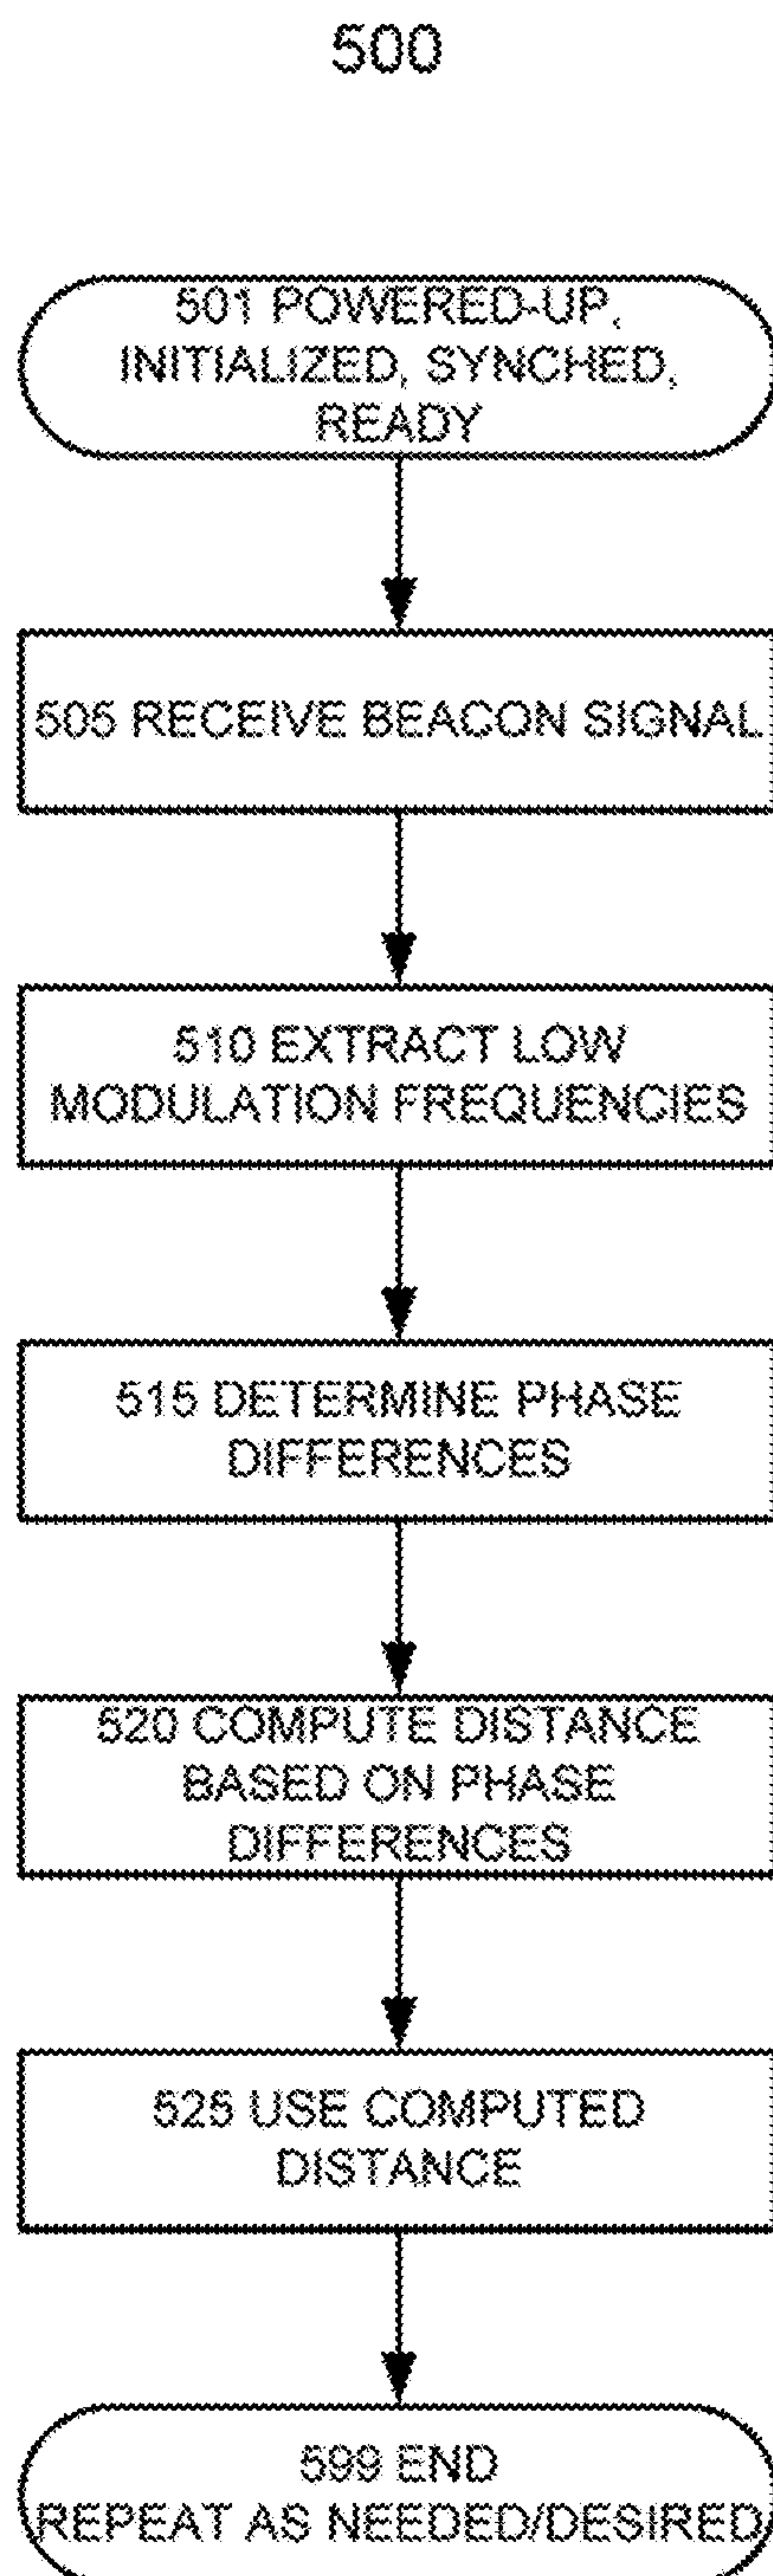 500
501 POWERED-UP,
INITIALIZED, SYNCHED,
READY
505 RECEIVE BEACON SIGNAL
510 EXTRACT LOW
MODULATION FREQUENCIES
515 DETERMINE PHASE
DIFFERENCES
520 COMPUTE DISTANCE
BASED ON PHASE
DIFFERENCES
525 USE COMPUTED
DISTANCE
599 END
REPEAT AS NEEDED/DESIRED